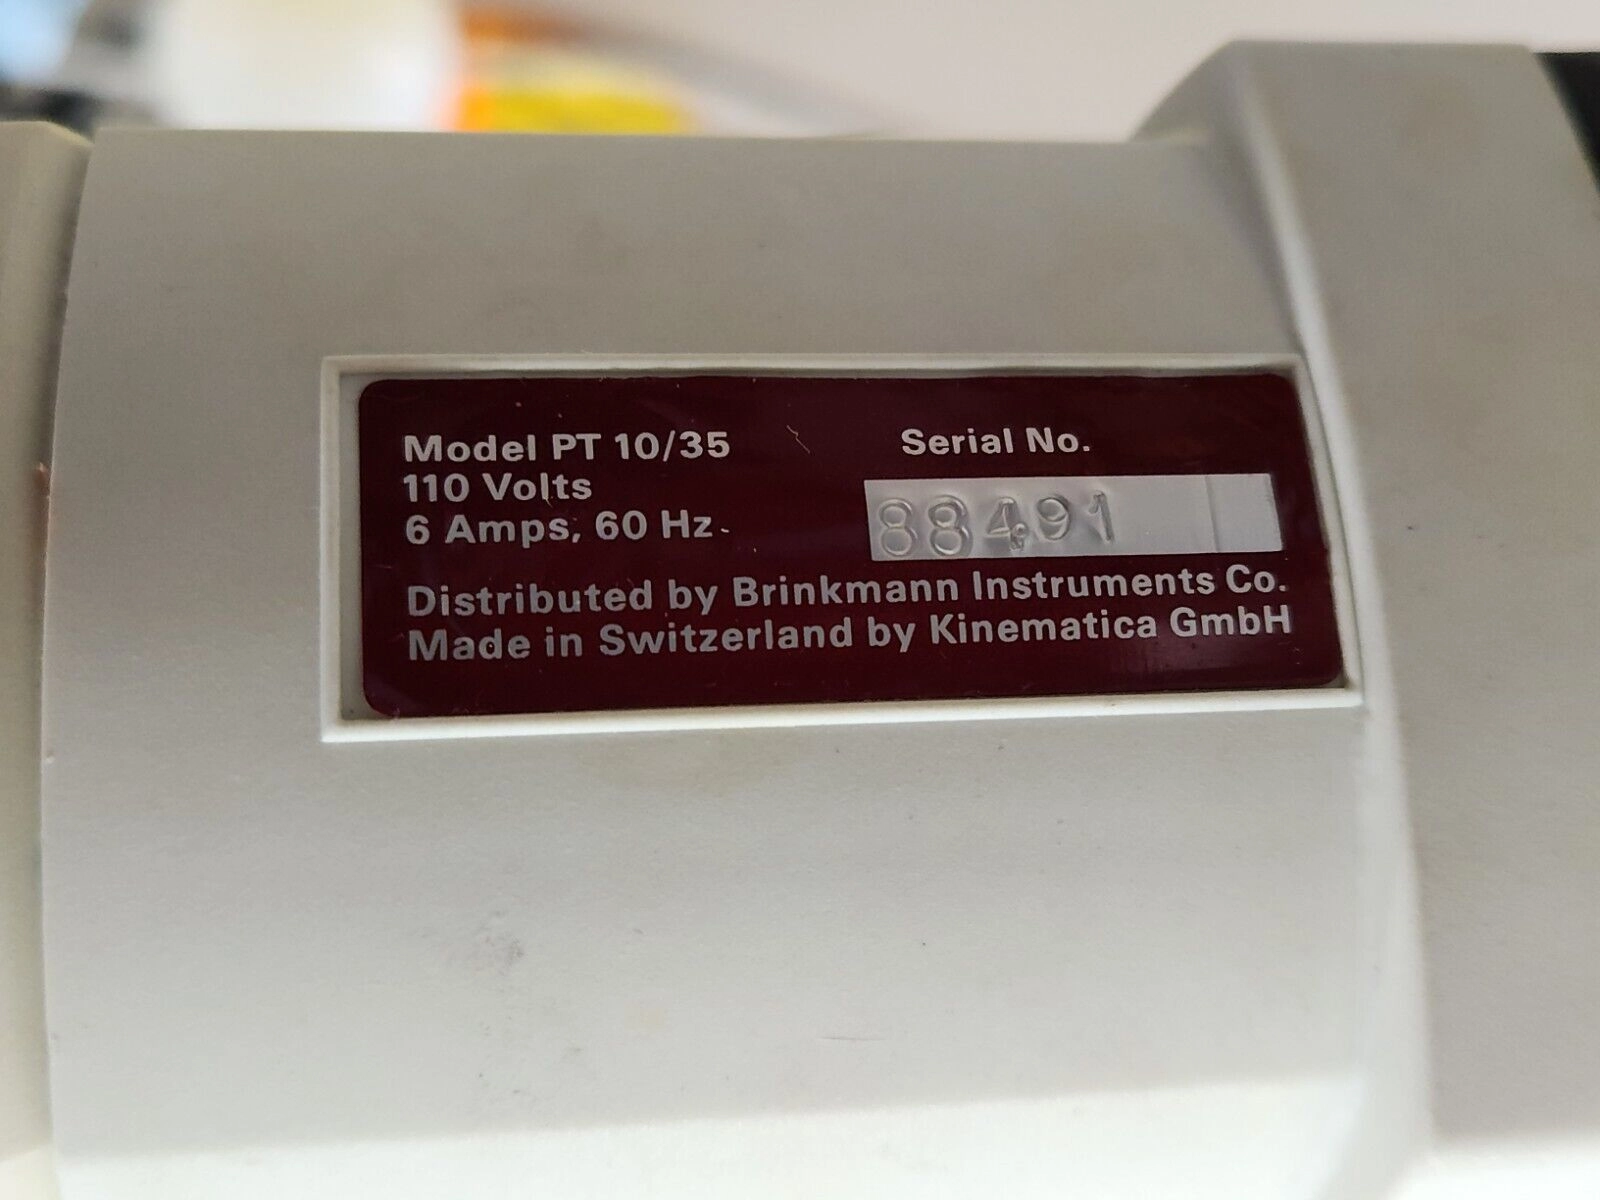 Model PT 10/35
110 Volts
6 Amps, 60 Hz.
Serial No.
88491
Distributed by Brinkmann Instruments Co.
Made in Switzerland by Kinematica GmbH